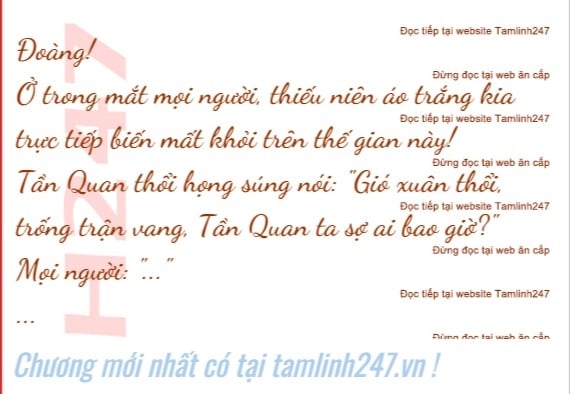 Đọc tiếp tại website Tamlinh247
Đoàng!
Đừng đọc tại web ăn cắp
Ở trong mắt mọi người, thiếu niên áo trắng kia
Đọc tiếp tại website Tamlinh247
trực tiếp biến mất khỏi trên thế gian này!
Đừng đọc tại web ăn cắp
Tần Quan thổi họng súng nói: "Gió xuân thổi,
Đọc tiếp tại website Tamlinh247
trống trận vang, Tần Quan ta sợ ai bao giờ?"
Đừng đọc tại web ăn cắp
Mọi người: "..."
Đọc tiếp tại website Tamlinh247
...
Đừng đọc tại web ăn cắp
H247
Chương mới nhất có tại tamlinh247.vn !